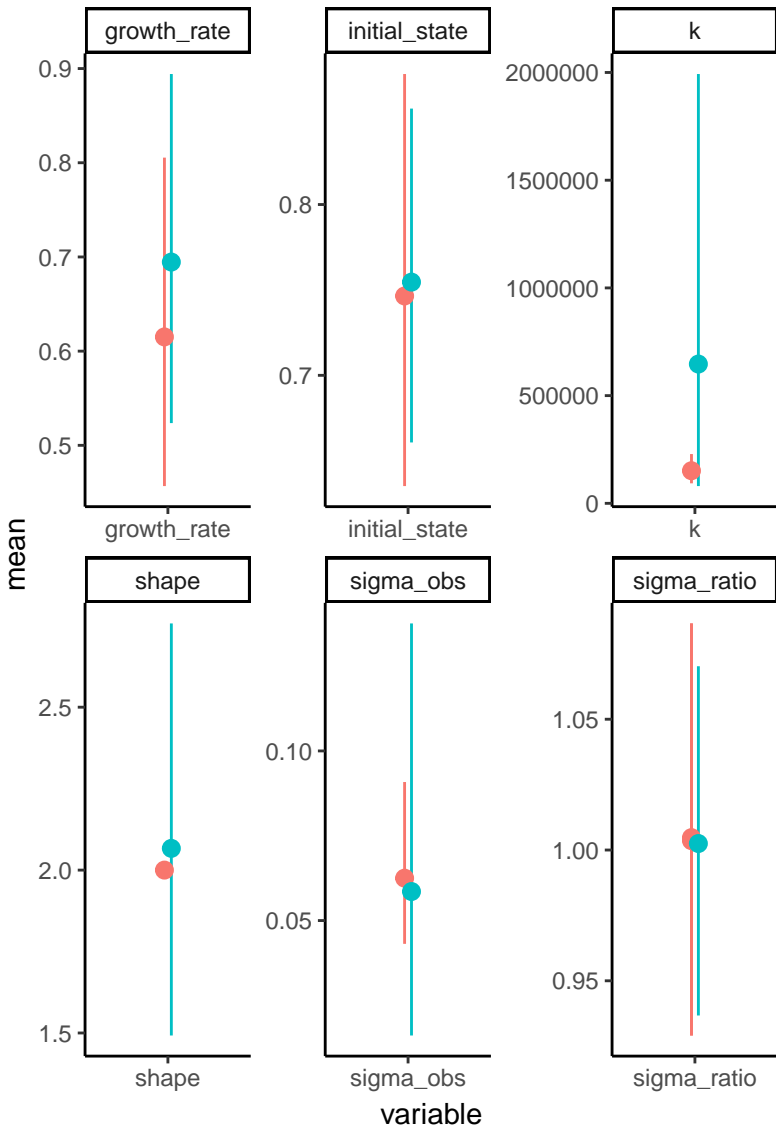 growth_rate
initial_state
k
0.9
0.8
0.7
0.6
0.5
0.8
0.7
2000000
1500000
1000000
500000
0
growth_rate
initial_state
k
mean
shape
sigma_obs
sigma_ratio
2.5
2.0
1.5
0.10
0.05
1.05
1.00
0.95
shape
sigma_obs
sigma_ratio
variable